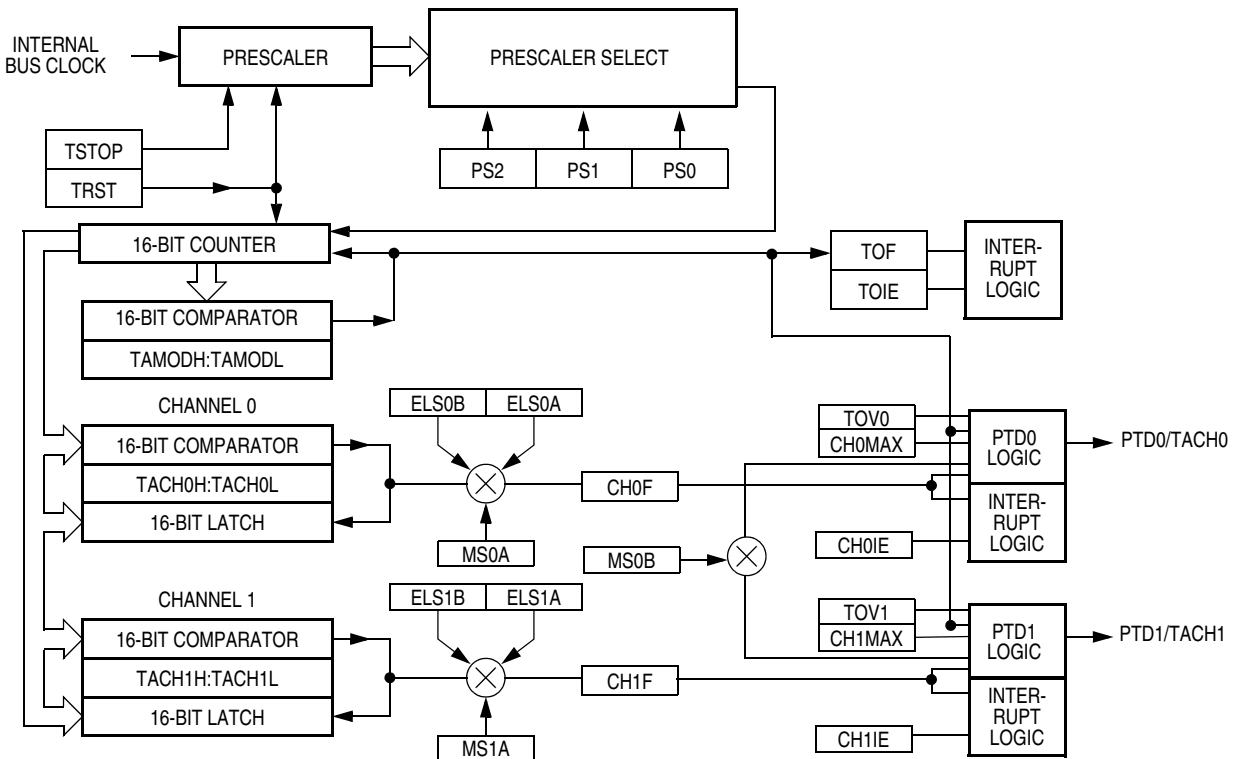 INTERNAL
BUS CLOCK
PRESCALER
PRESCALER SELECT
TSTOP
TRST
PS2
PS1
PS0
16-BIT COUNTER
TOF
TOIE
INTER-
RUPT
LOGIC
16-BIT COMPARATOR
TAMODH:TAMODL
CHANNEL 0
ELS0B
ELS0A
TOV0
CH0MAX
PTD0
LOGIC
PTD0/TACH0
16-BIT COMPARATOR
TACH0H:TACH0L
16-BIT LATCH
CH0F
MS0A
MS0B
CH0IE
INTER-
RUPT
LOGIC
CHANNEL 1
ELS1B
ELS1A
TOV1
CH1MAX
PTD1
LOGIC
PTD1/TACH1
16-BIT COMPARATOR
TACH1H:TACH1L
16-BIT LATCH
CH1F
MS1A
CH1IE
INTER-
RUPT
LOGIC